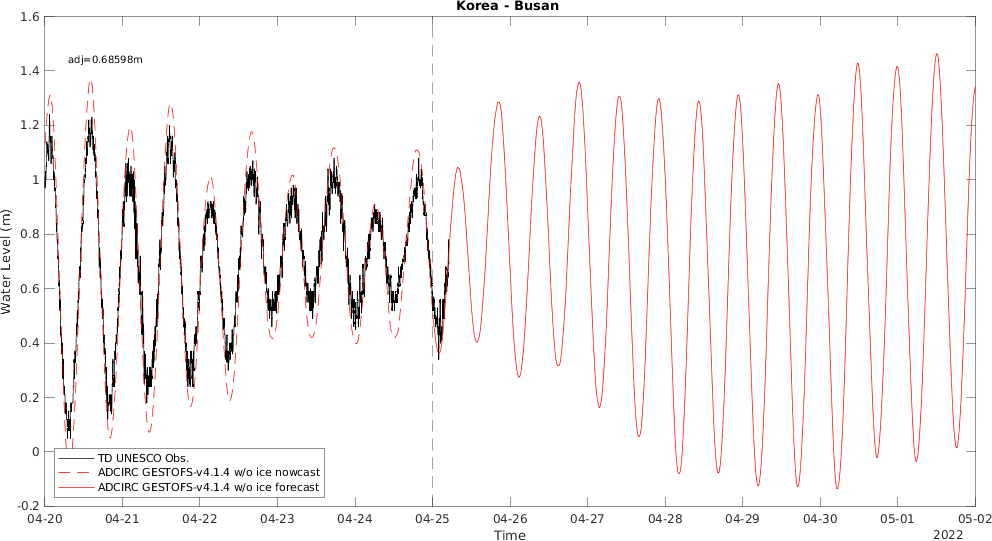 Korea - Busan
1.6
1.4
1.2
1
0.8
0.6
0.4
0.2
0
-0.2
Water Level (m)
adj=0.68598m
TD UNESCO Obs.
ADCIRC GESTOFS-v4.1.4 w/o ice nowcast
ADCIRC GESTOFS-v4.1.4 w/o ice forecast
04-20 04-21 04-22 04-23 04-24 04-25 04-26 04-27 04-28 04-29 04-30 05-01 05-02
Time
2022